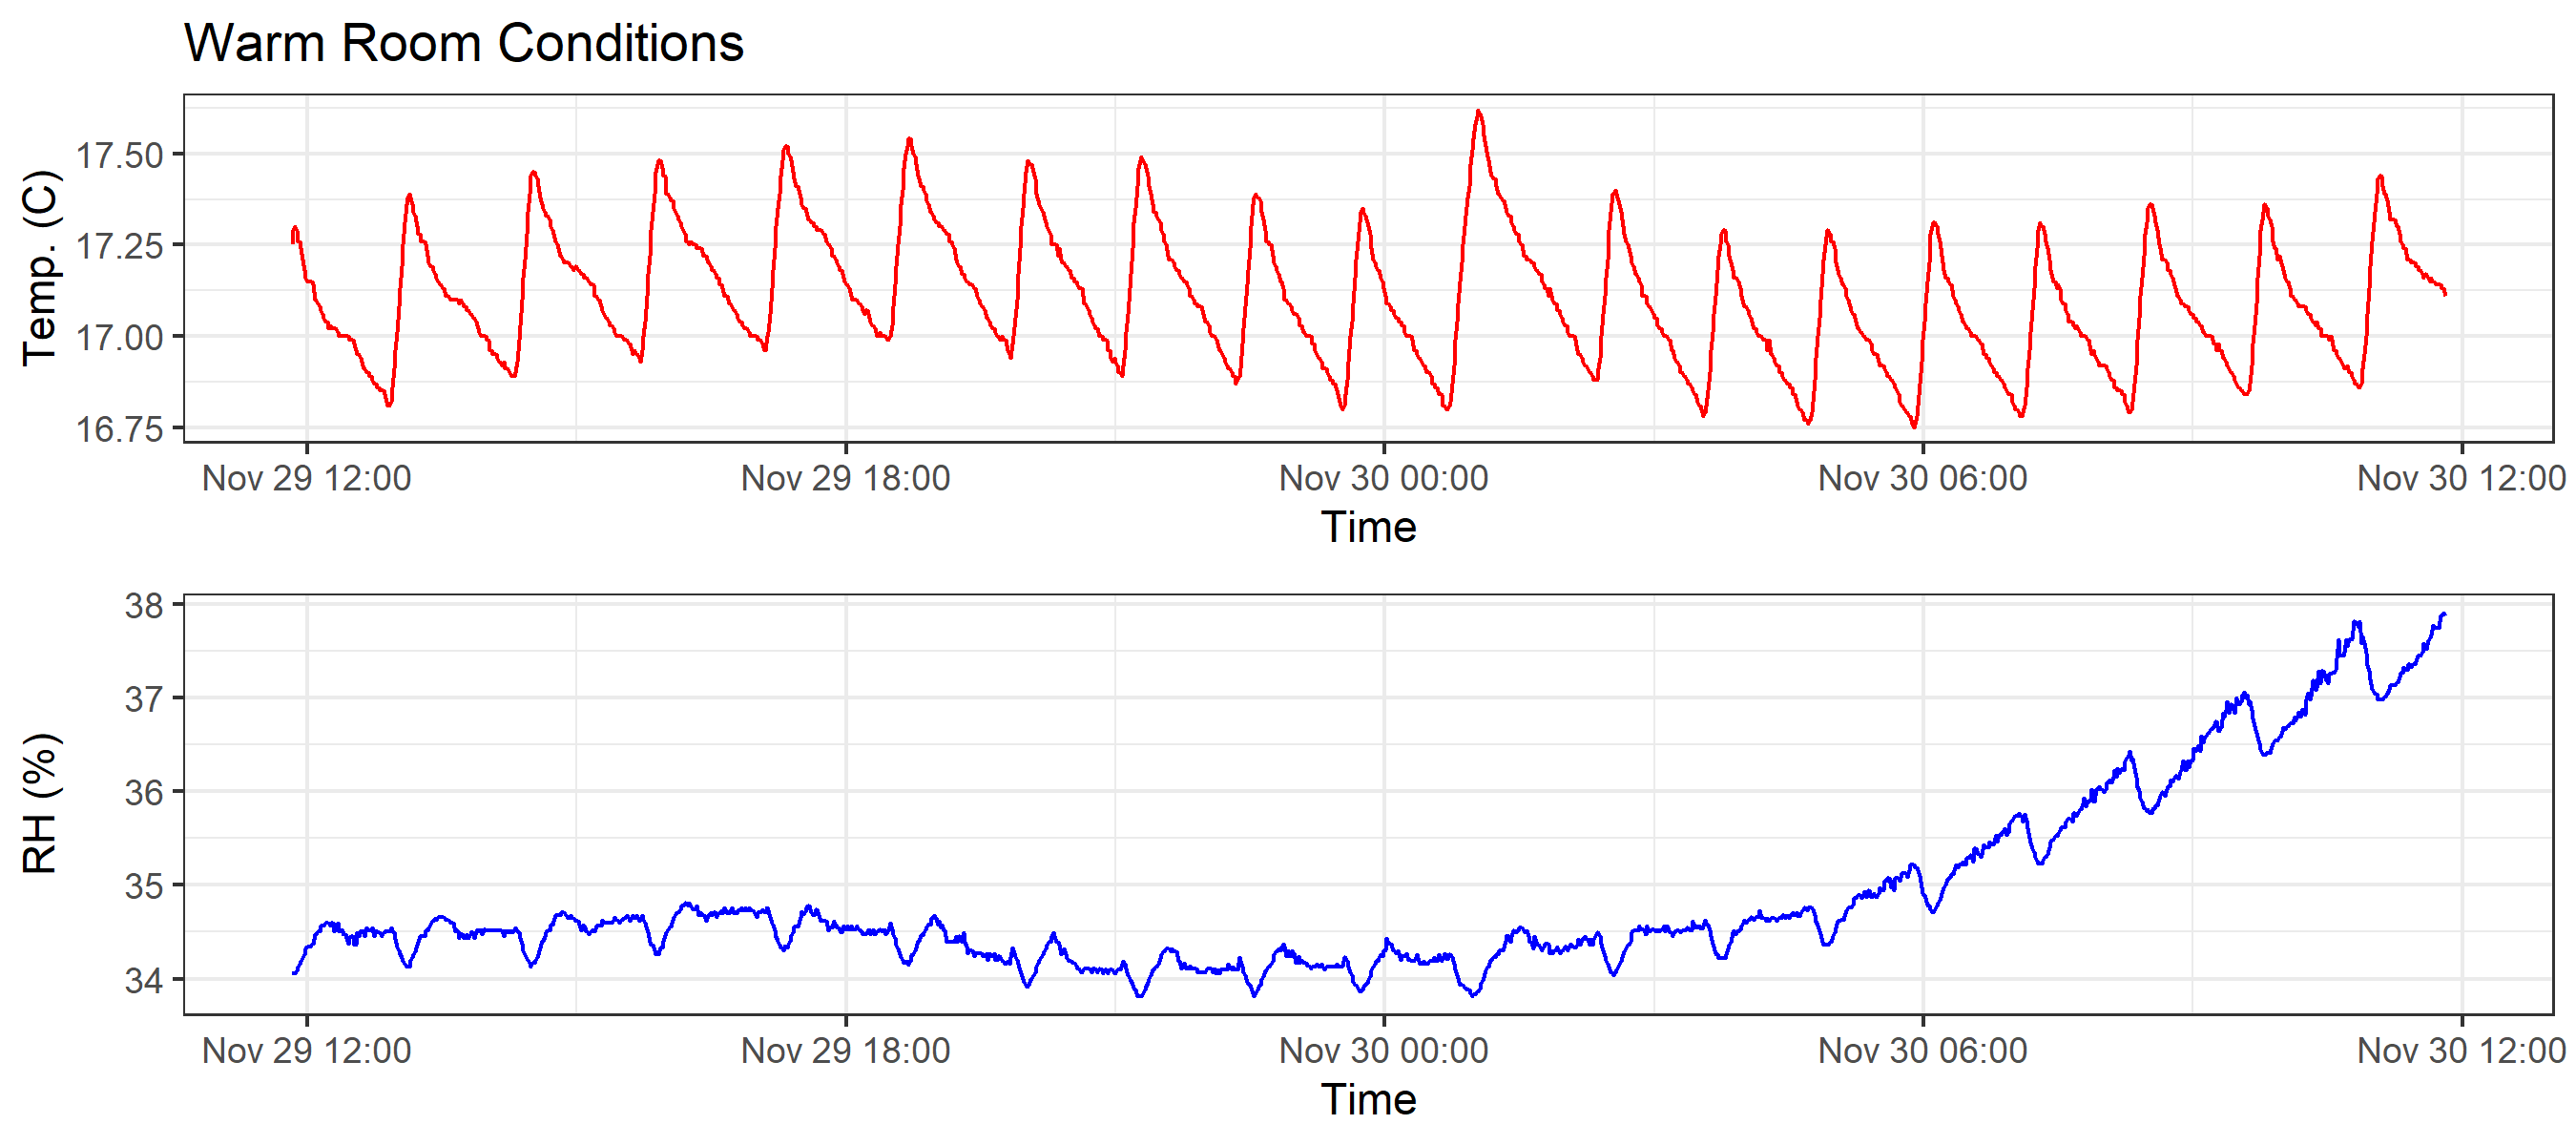 Warm Room Conditions
Temp. (C)
17.50
17.25
17.00
16.75
Nov 29 12:00 Nov 29 18:00 Nov 30 00:00 Nov 30 06:00 Nov 30 12:00
Time
RH (%)
38
37
36
35
34
Nov 29 12:00 Nov 29 18:00 Nov 30 00:00 Nov 30 06:00 Nov 30 12:00
Time